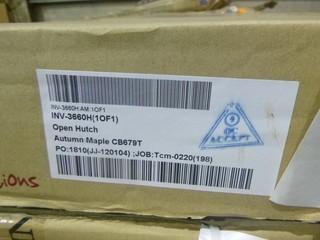 INV-3660H:AM:1OF1
INV-3660H(1OF1)
Open Hutch
Autumn Maple CB679T
PO:1810(JJ-120104) ;JOB:Tcm-0220(198)
ACCEPT